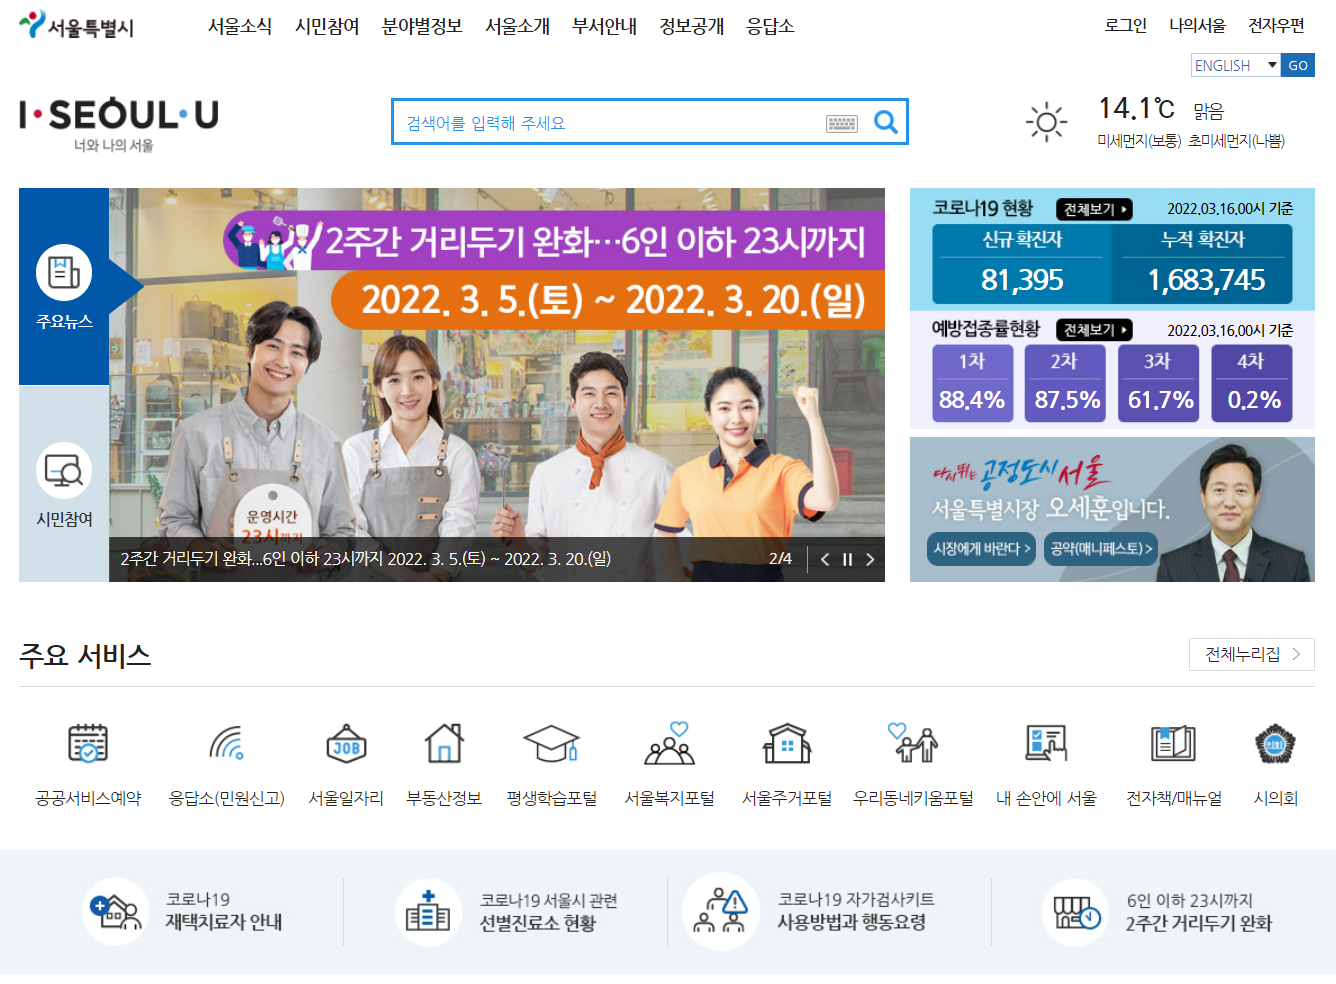 서울특별시
서울소식 시민참여 분야별정보 서울소개 부서안내 정보공개 응답소
로그인 나의서울 전자우편
ENGLISH GO
I·SEOUL·U
너와 나의 서울
검색어를 입력해 주세요
14.1℃ 맑음
미세먼지(보통) 초미세먼지(나쁨)
주요뉴스
시민참여
2주간 거리두기 완화…6인 이하 23시까지
2022. 3. 5.(토) ~ 2022. 3. 20.(일)
운영시간
23시까지
2주간 거리두기 완화...6인 이하 23시까지 2022. 3. 5.(토) ~ 2022. 3. 20.(일)
2/4
코로나19 현황 전체보기 2022.03.16.00시 기준
신규 확진자 누적 확진자
81,395 1,683,745
예방접종률현황 전체보기 2022.03.16.00시 기준
1차 2차 3차 4차
88.4% 87.5% 61.7% 0.2%
다시뛰는 공정도시 서울
서울특별시장 오세훈입니다.
시장에게 바란다 > 공약(매니페스토) >
주요 서비스
전체누리집
JOB
의회
공공서비스예약 응답소(민원신고) 서울일자리 부동산정보 평생학습포털 서울복지포털 서울주거포털 우리동네키움포털 내 손안에 서울 전자책/매뉴얼 시의회
코로나19
재택치료자 안내
코로나19 서울시 관련
선별진료소 현황
코로나19 자가검사키트
사용방법과 행동요령
6인 이하 23시까지
2주간 거리두기 완화